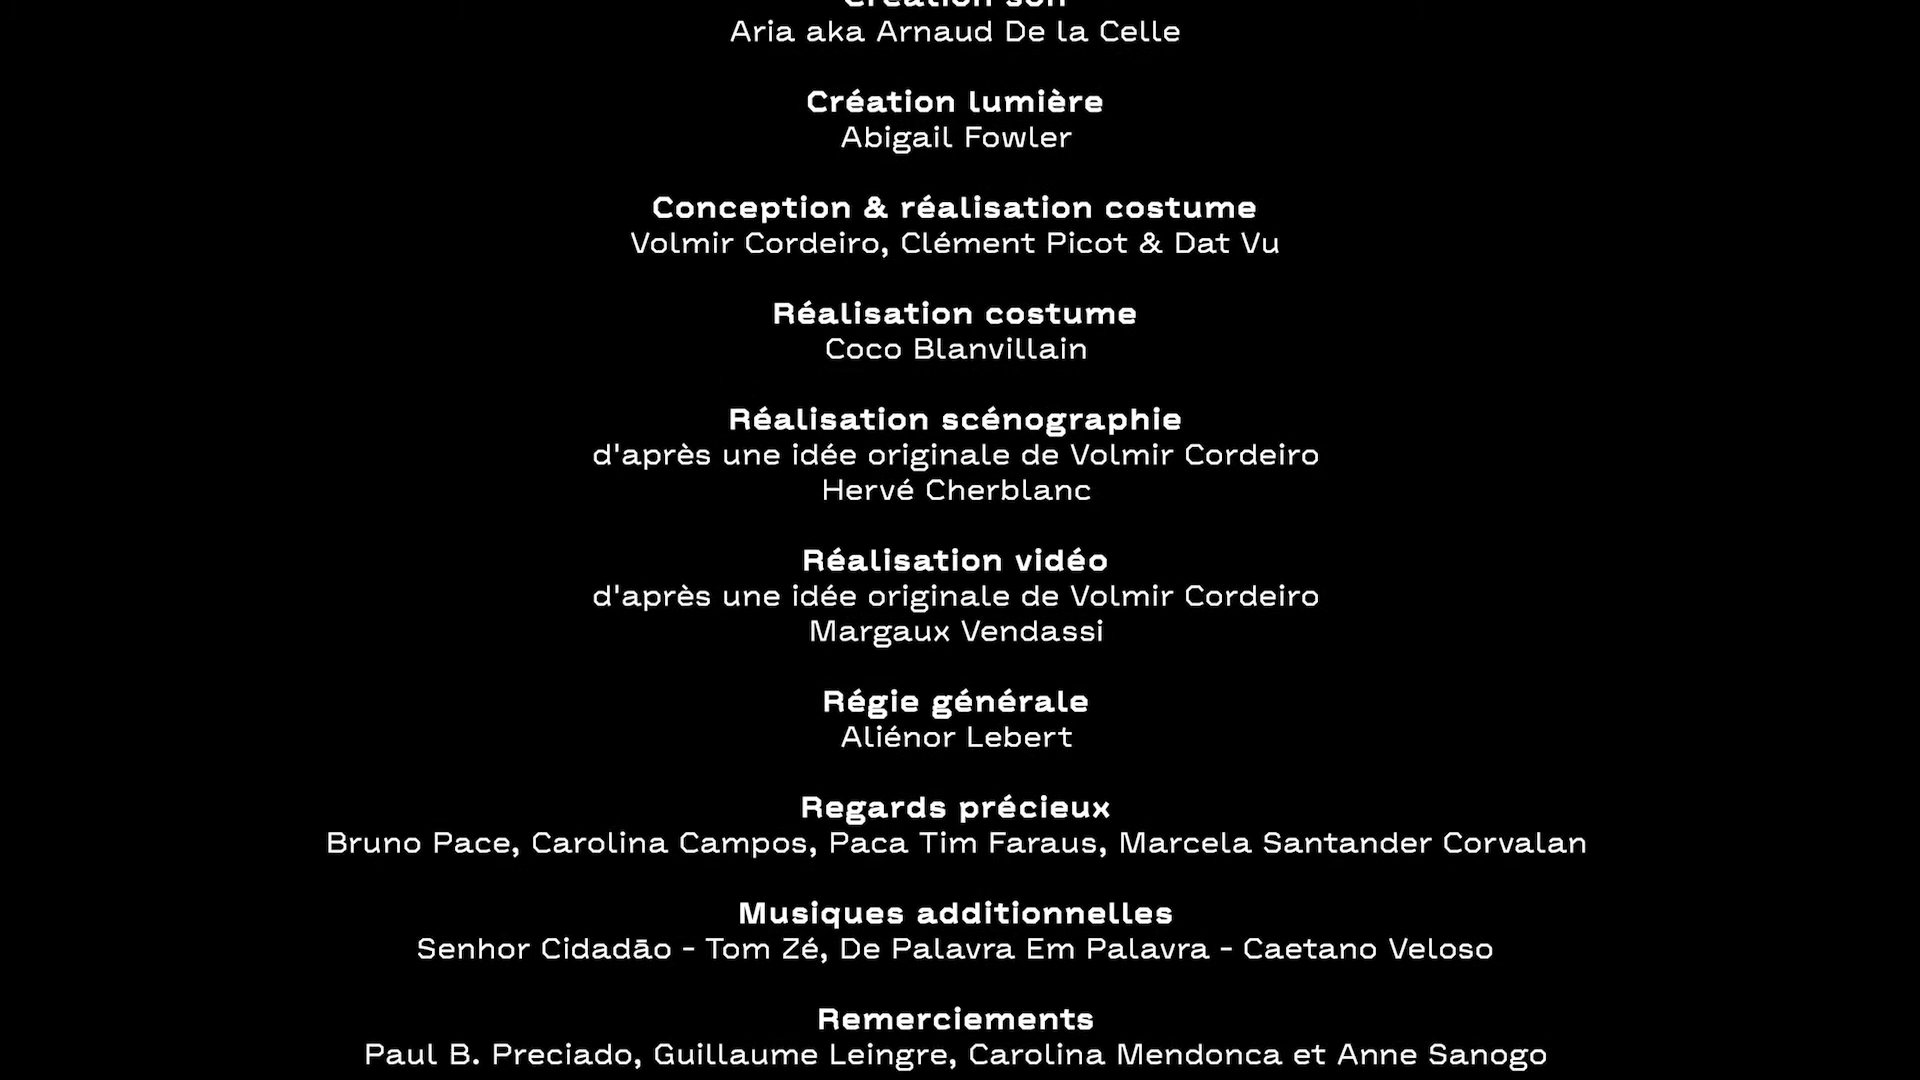 Création son
Aria aka Arnaud De la Celle
Création lumière
Abigail Fowler
Conception & réalisation costume
Volmir Cordeiro, Clément Picot & Dat Vu
Réalisation costume
Coco Blanvillain
Réalisation scénographie
d'après une idée originale de Volmir Cordeiro
Hervé Cherblanc
Réalisation vidéo
d'après une idée originale de Volmir Cordeiro
Margaux Vendassi
Régie générale
Aliénor Lebert
Regards précieux
Bruno Pace, Carolina Campos, Paca Tim Faraus, Marcela Santander Corvalan
Musiques additionnelles
Senhor Cidadão - Tom Zé, De Palavra Em Palavra - Caetano Veloso
Remerciements
Paul B. Preciado, Guillaume Leingre, Carolina Mendonca et Anne Sanogo